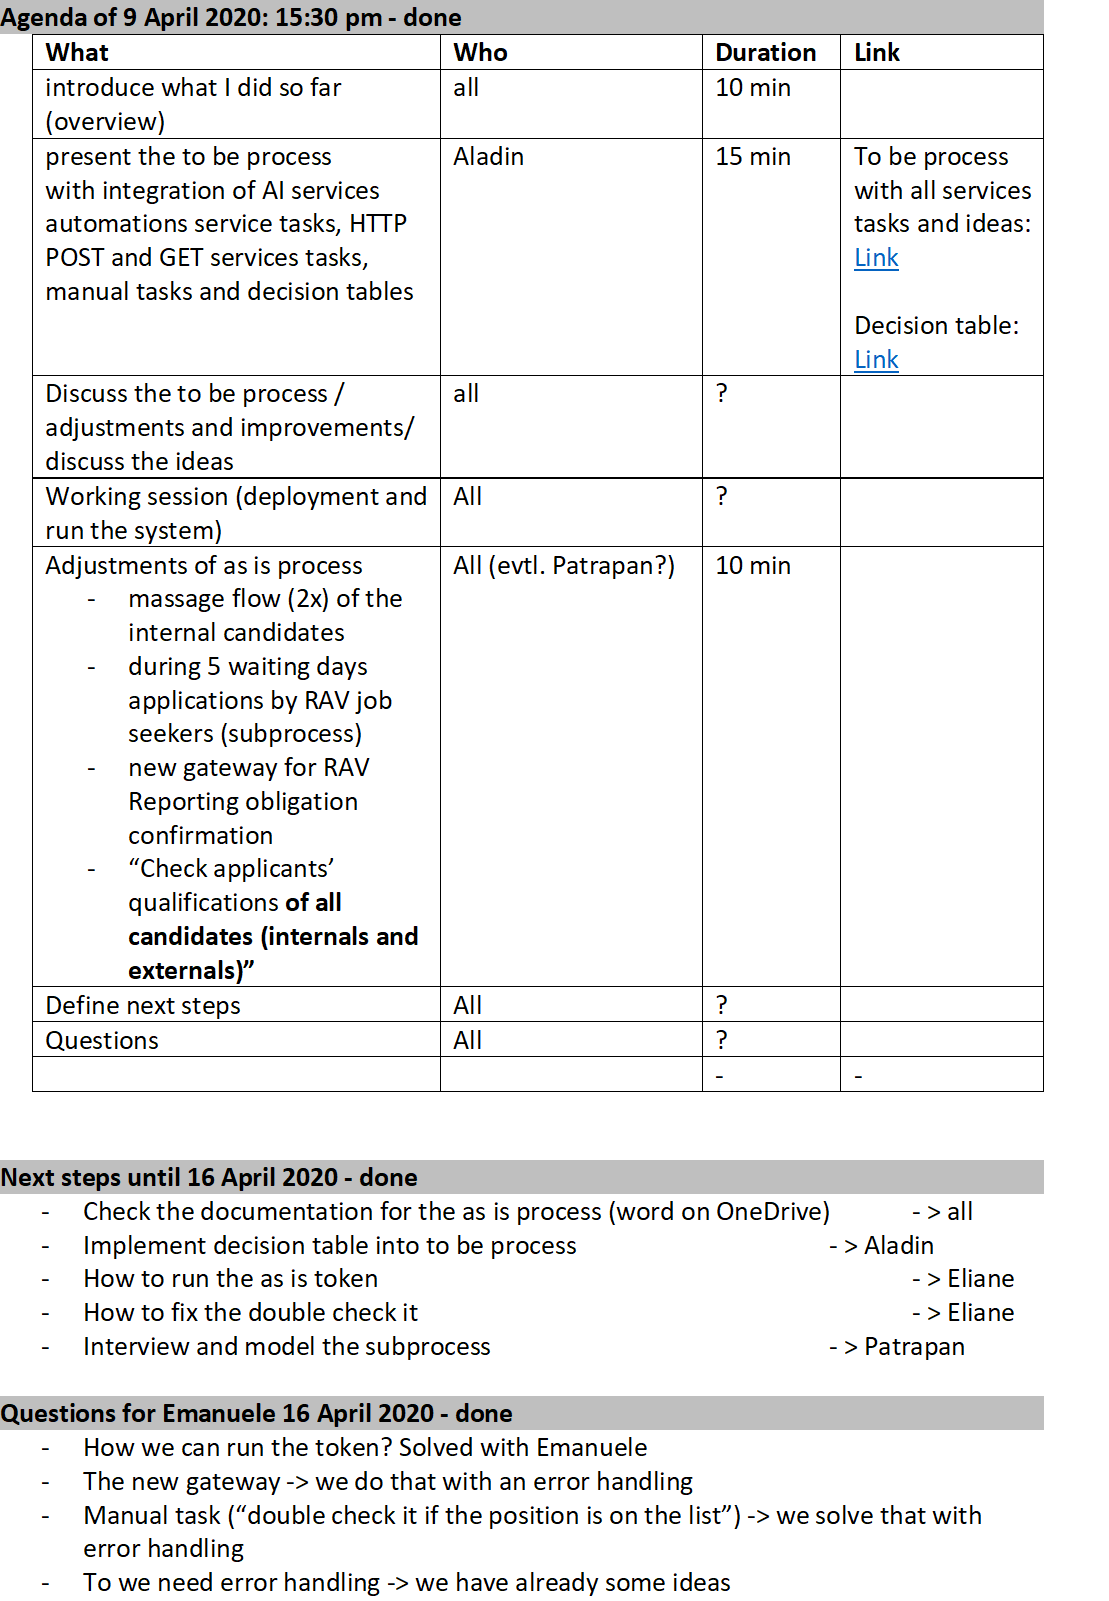 Agenda of 9 April 2020: 15:30 pm - done
What Who Duration Link
introduce what I did so far all 10 min
(overview)
present the to be process Aladin 15 min To be process
with integration of AI services with all services
automations service tasks, HTTP tasks and ideas:
POST and GET services tasks, Link
manual tasks and decision tables
Decision table:
Link
Discuss the to be process / all ?
adjustments and improvements/
discuss the ideas
Working session (deployment and All ?
run the system)
Adjustments of as is process All (evtl. Patrapan?) 10 min
- massage flow (2x) of the
internal candidates
- during 5 waiting days
applications by RAV job
seekers (subprocess)
- new gateway for RAV
Reporting obligation
confirmation
- “Check applicants’
qualifications of all
candidates (internals and
externals)”
Define next steps All ?
Questions All ?
- -
Next steps until 16 April 2020 - done
- Check the documentation for the as is process (word on OneDrive) - > all
- Implement decision table into to be process - > Aladin
- How to run the as is token - > Eliane
- How to fix the double check it - > Eliane
- Interview and model the subprocess - > Patrapan
Questions for Emanuele 16 April 2020 - done
- How we can run the token? Solved with Emanuele
- The new gateway -> we do that with an error handling
- Manual task (“double check it if the position is on the list”) -> we solve that with
error handling
- To we need error handling -> we have already some ideas